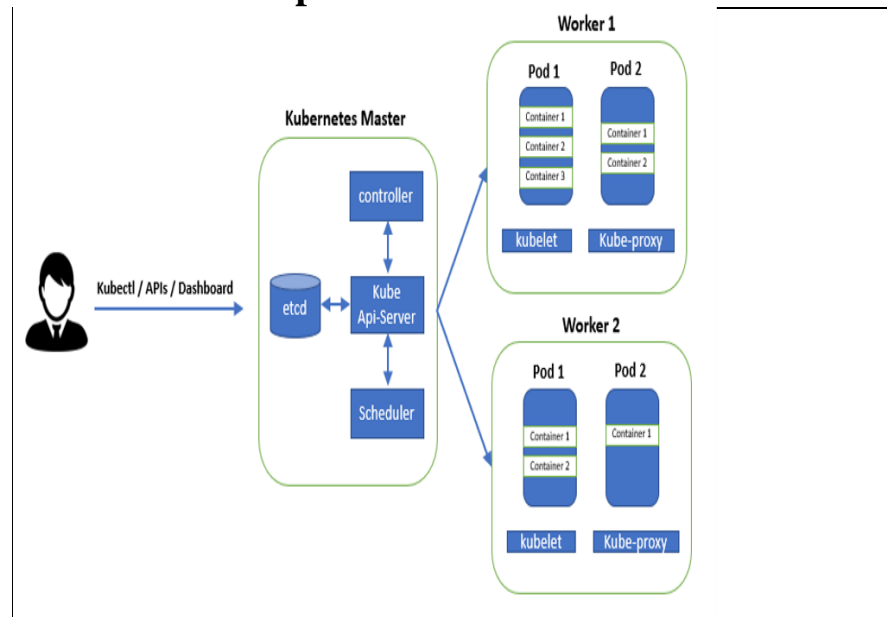 Worker 1
Pod 1
Pod 2
Container 1
Container 2
Container 3
Container 1
Container 2
kubelet
Kube-proxy
Kubernetes Master
controller
etcd
Kube
Api-Server
Scheduler
Kubectl / APIs / Dashboard
Worker 2
Pod 1
Pod 2
Container 1
Container 2
Container 1
kubelet
Kube-proxy